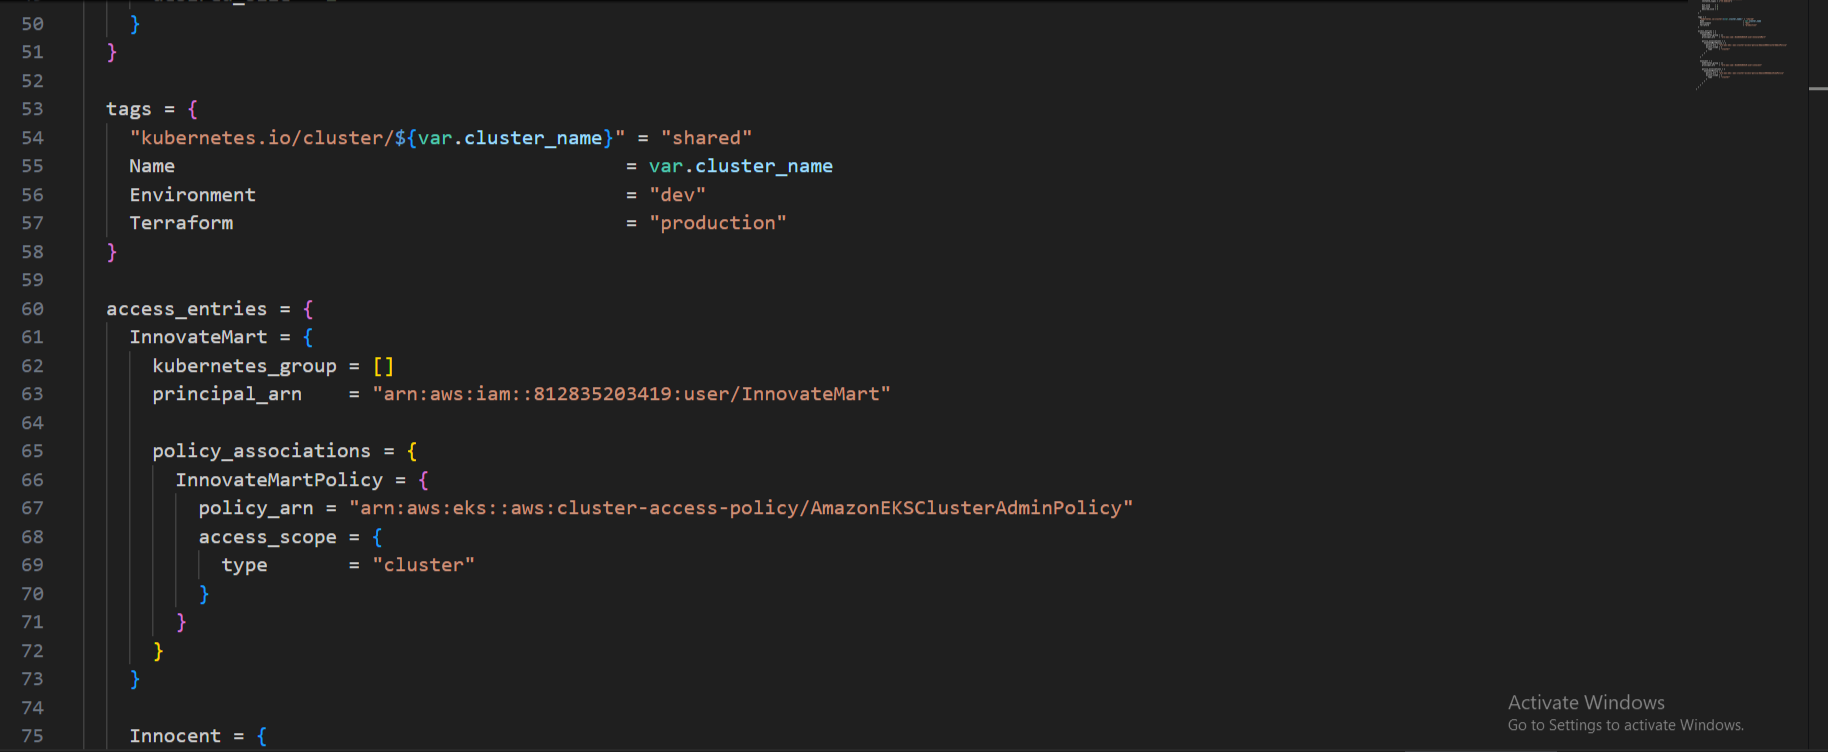 50 }
51 }
52
53 tags = {
54 "kubernetes.io/cluster/${var.cluster_name}" = "shared"
55 Name = var.cluster_name
56 Environment = "dev"
57 Terraform = "production"
58 }
59
60 access_entries = {
61 InnovateMart = {
62 kubernetes_group = []
63 principal_arn = "arn:aws:iam::812835203419:user/InnovateMart"
64
65 policy_associations = {
66 InnovateMartPolicy = {
67 policy_arn = "arn:aws:eks::aws:cluster-access-policy/AmazonEKSClusterAdminPolicy"
68 access_scope = {
69 type = "cluster"
70 }
71 }
72 }
73 }
74
75 Innocent = {
Activate Windows
Go to Settings to activate Windows.